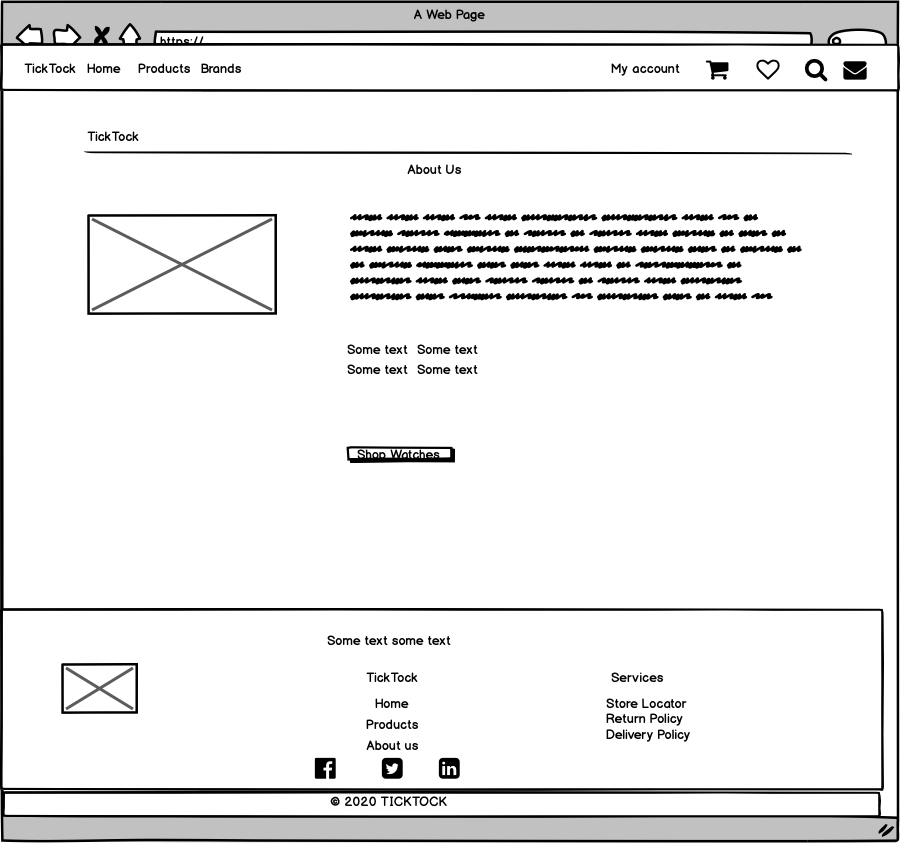 A Web Page
https://
TickTock Home Products Brands My account
TickTock
About Us
Some text Some text
Some text Some text
Shop Watches
Some text some text
TickTock Services
Home Store Locator
Products Return Policy
About us Delivery Policy
© 2020 TICKTOCK